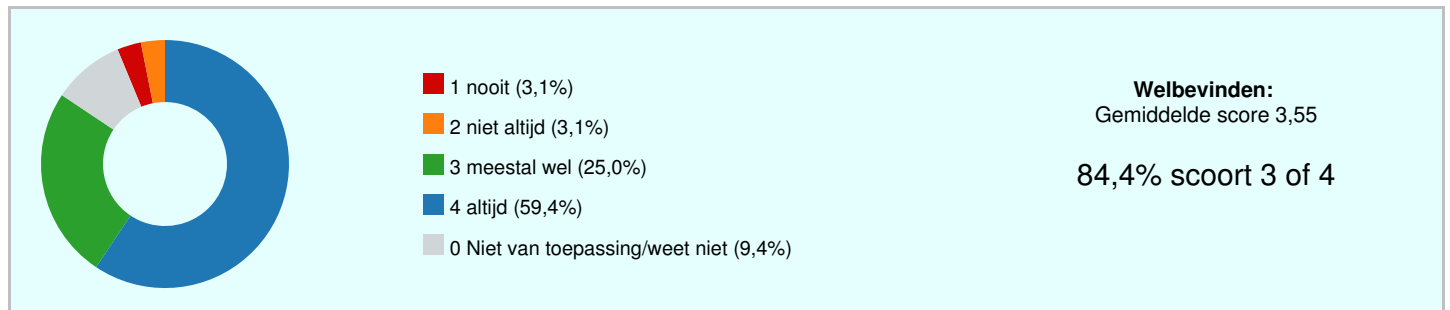 1 nooit (3,1%)
2 niet altijd (3,1%)
3 meestal wel (25,0%)
4 altijd (59,4%)
0 Niet van toepassing/weet niet (9,4%)
Welbevinden:
Gemiddelde score 3,55
84,4% scoort 3 of 4